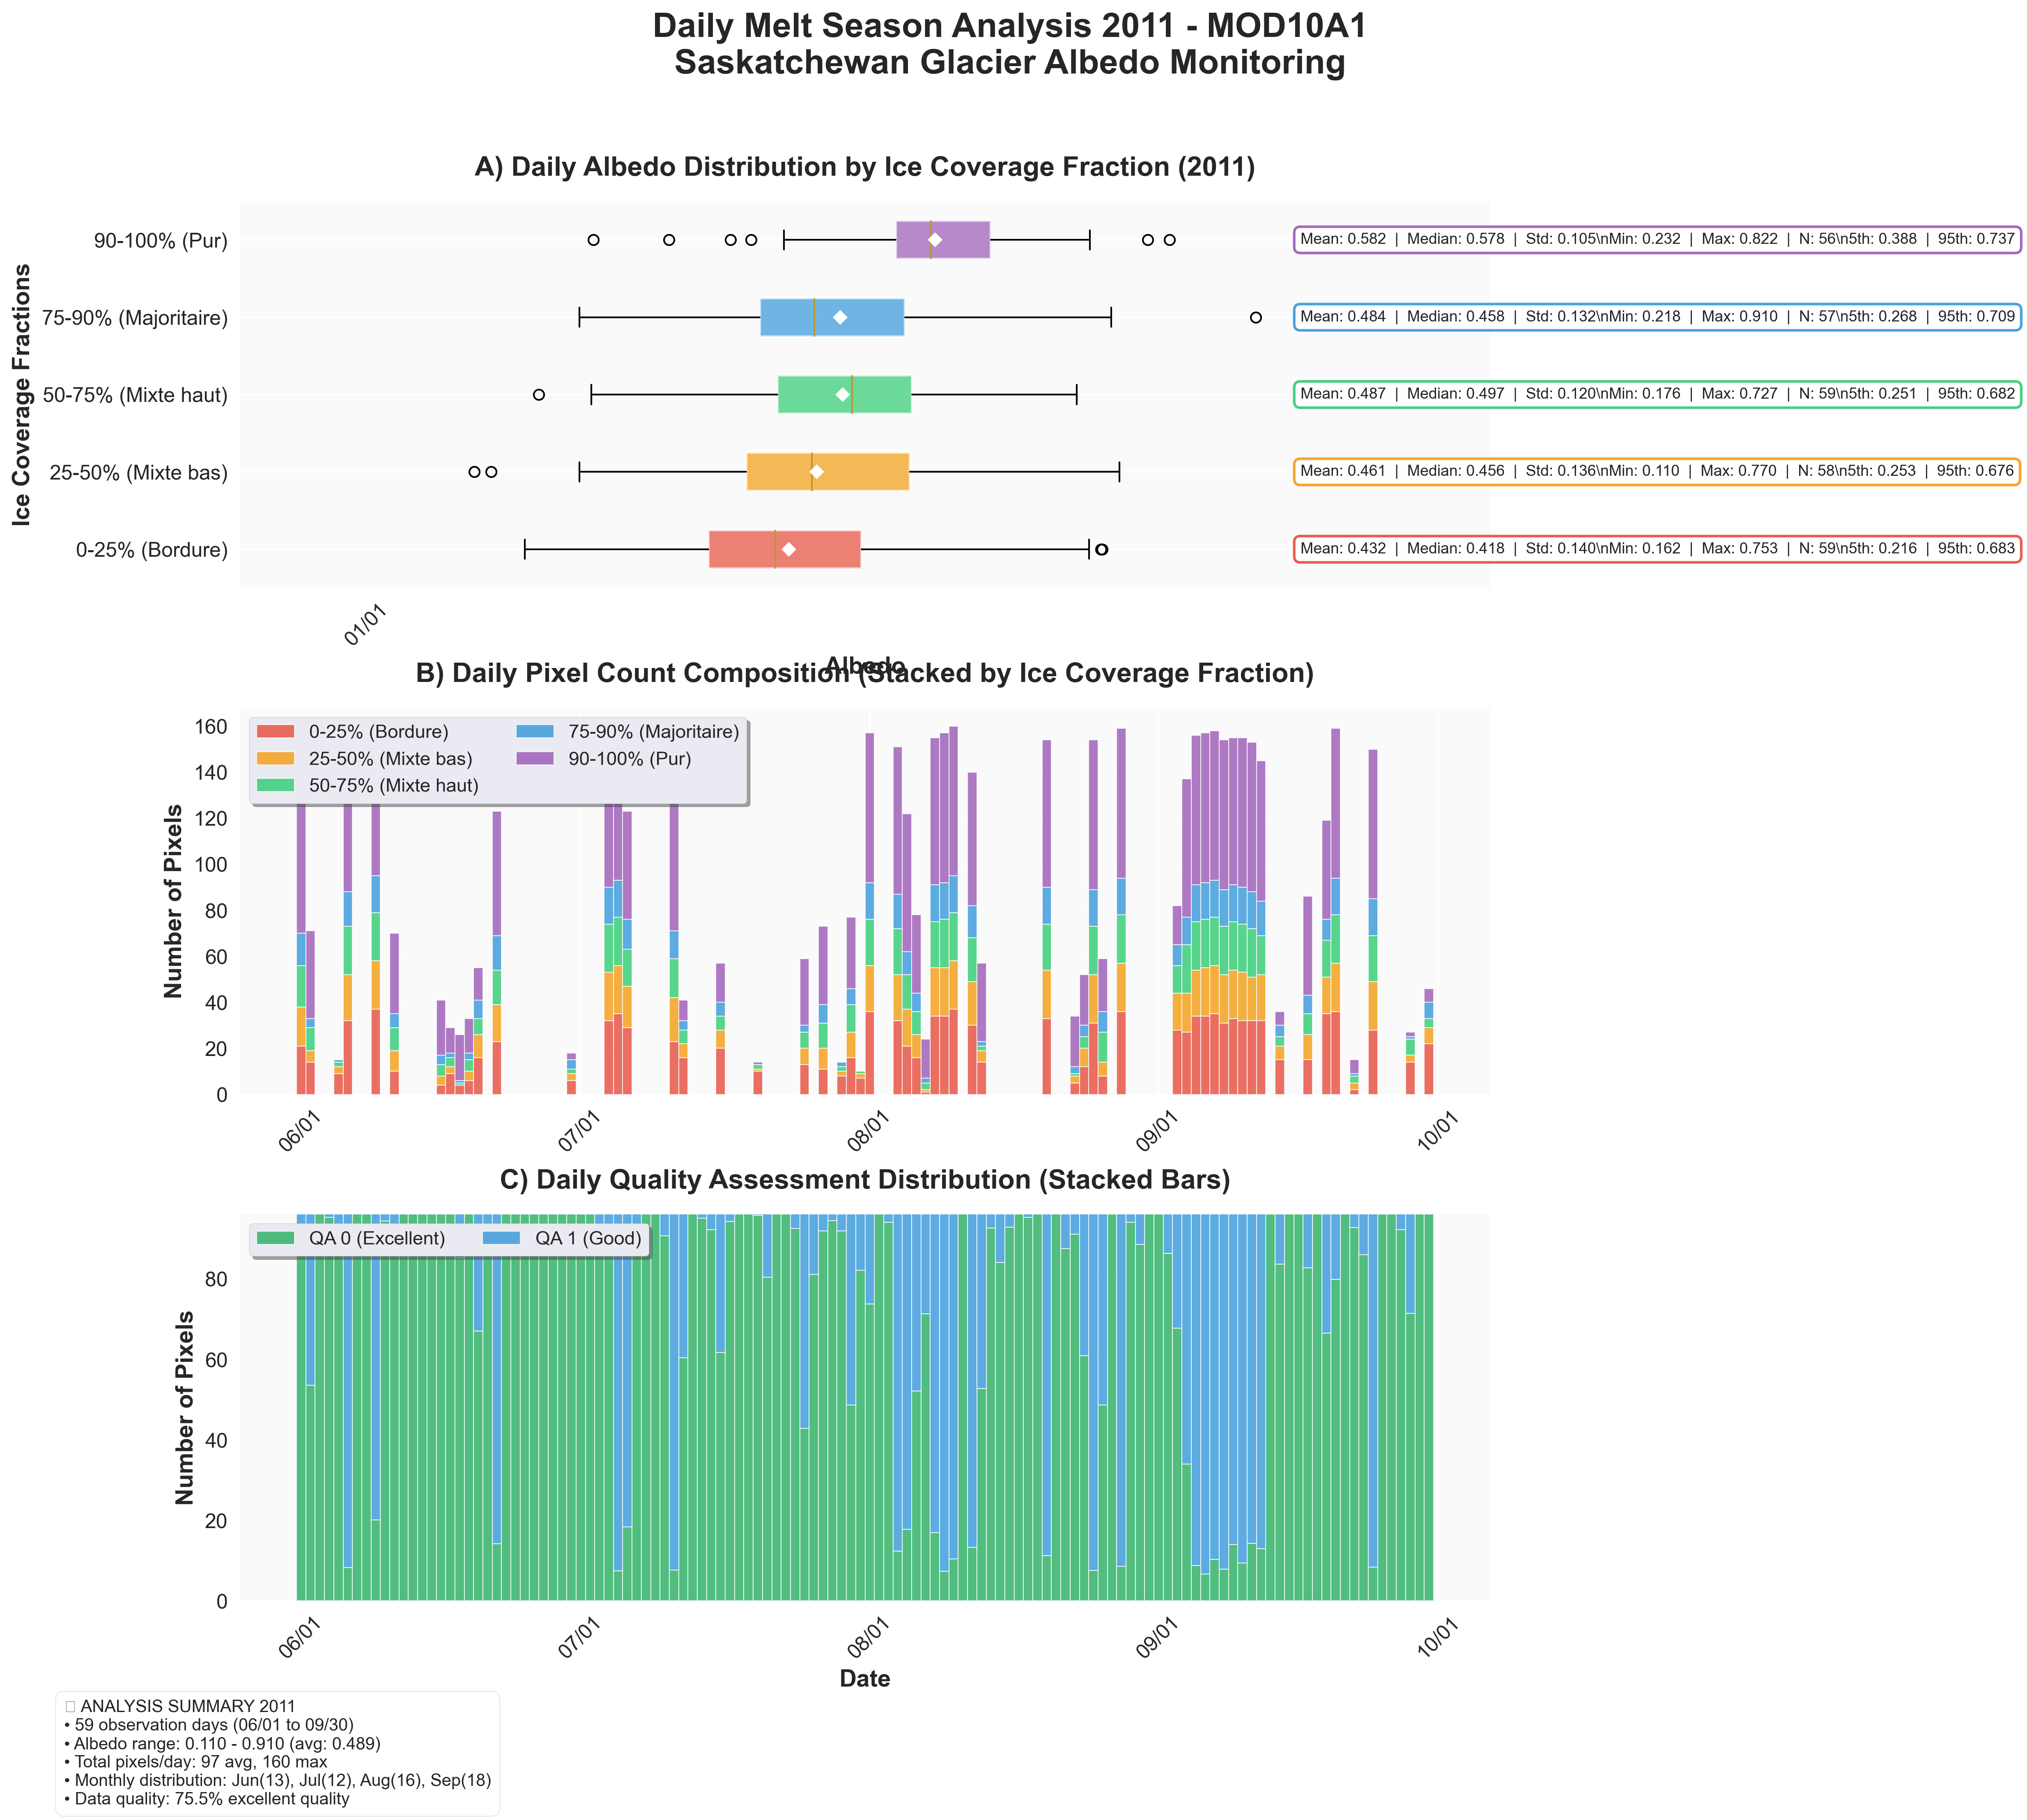 Daily Melt Season Analysis 2011 - MOD10A1
Saskatchewan Glacier Albedo Monitoring
A) Daily Albedo Distribution by Ice Coverage Fraction (2011)
Ice Coverage Fractions
90-100% (Pur)
Mean: 0.582 | Median: 0.578 | Std: 0.105\nMin: 0.232 | Max: 0.822 | N: 56\n5th: 0.388 | 95th: 0.737
75-90% (Majoritaire)
Mean: 0.484 | Median: 0.458 | Std: 0.132\nMin: 0.218 | Max: 0.910 | N: 57\n5th: 0.268 | 95th: 0.709
50-75% (Mixte haut)
Mean: 0.487 | Median: 0.497 | Std: 0.120\nMin: 0.176 | Max: 0.727 | N: 59\n5th: 0.251 | 95th: 0.682
25-50% (Mixte bas)
Mean: 0.461 | Median: 0.456 | Std: 0.136\nMin: 0.110 | Max: 0.770 | N: 58\n5th: 0.253 | 95th: 0.676
0-25% (Bordure)
Mean: 0.432 | Median: 0.418 | Std: 0.140\nMin: 0.162 | Max: 0.753 | N: 59\n5th: 0.216 | 95th: 0.683
01/01
Albedo
B) Daily Pixel Count Composition (Stacked by Ice Coverage Fraction)
Number of Pixels
160
140
120
100
80
60
40
20
0
0-25% (Bordure)
25-50% (Mixte bas)
50-75% (Mixte haut)
75-90% (Majoritaire)
90-100% (Pur)
06/01
07/01
08/01
09/01
10/01
C) Daily Quality Assessment Distribution (Stacked Bars)
Number of Pixels
QA 0 (Excellent)
QA 1 (Good)
80
60
40
20
0
06/01
07/01
08/01
09/01
10/01
Date
ANALYSIS SUMMARY 2011
• 59 observation days (06/01 to 09/30)
• Albedo range: 0.110 - 0.910 (avg: 0.489)
• Total pixels/day: 97 avg, 160 max
• Monthly distribution: Jun(13), Jul(12), Aug(16), Sep(18)
• Data quality: 75.5% excellent quality